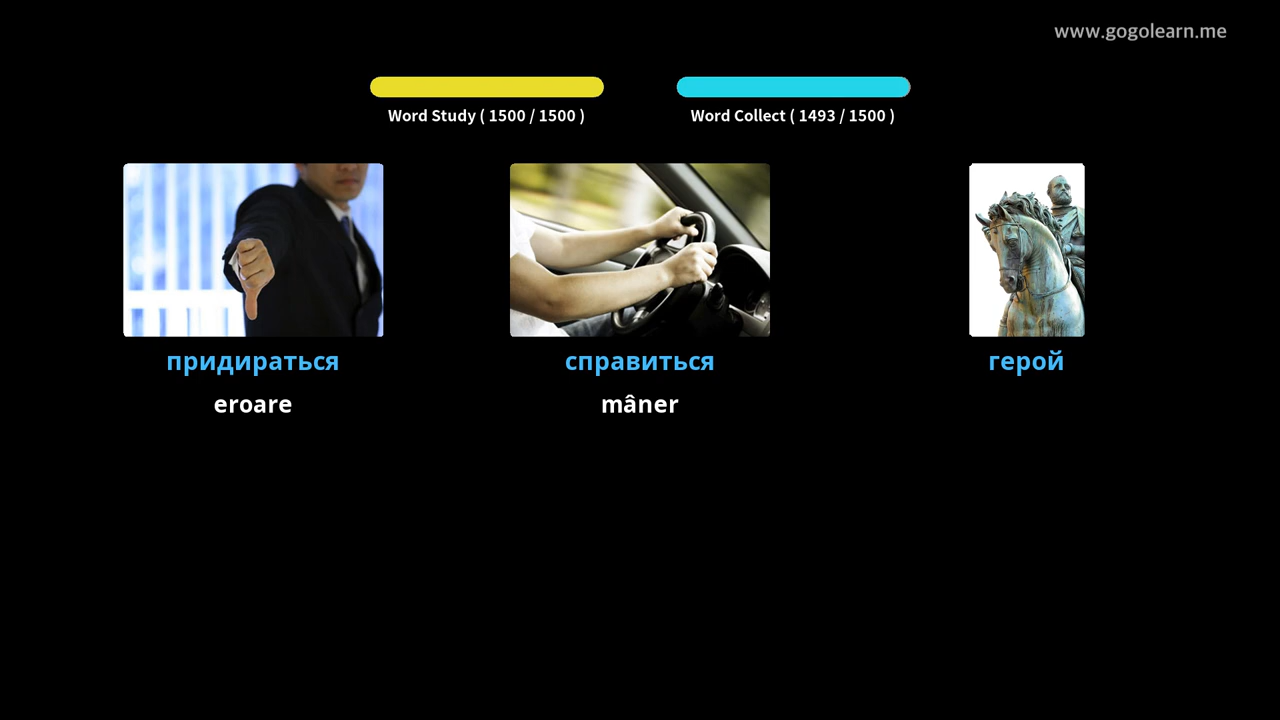 www.gogolearn.me
Word Study ( 1500 / 1500 )
Word Collect ( 1493 / 1500 )
придираться
справиться
герой
eroare
mâner